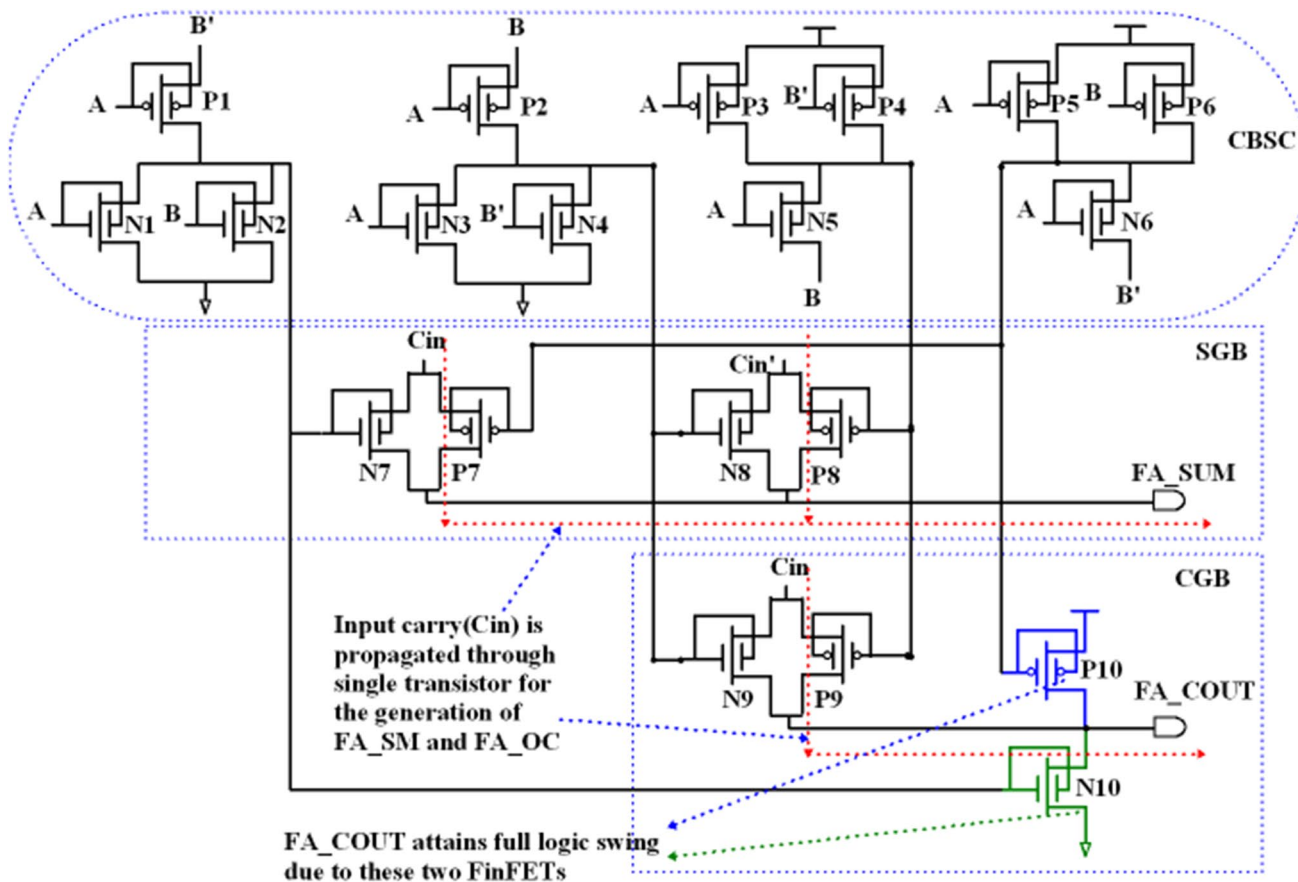 B'
B
A
P1
A
P2
A
P3
B'
P4
A
P5
B
P6
CBSC
A
N1
B
N2
A
N3
B'
N4
A
N5
A
N6
B
B'
SGB
Cin
Cin'
N7
P7
N8
P8
FA_SUM
CGB
Cin
Input carry(Cin) is
propagated through
single transistor for
the generation of
FA_SM and FA_OC
N9
P9
P10
FA_COUT
N10
FA_COUT attains full logic swing
due to these two FinFETs